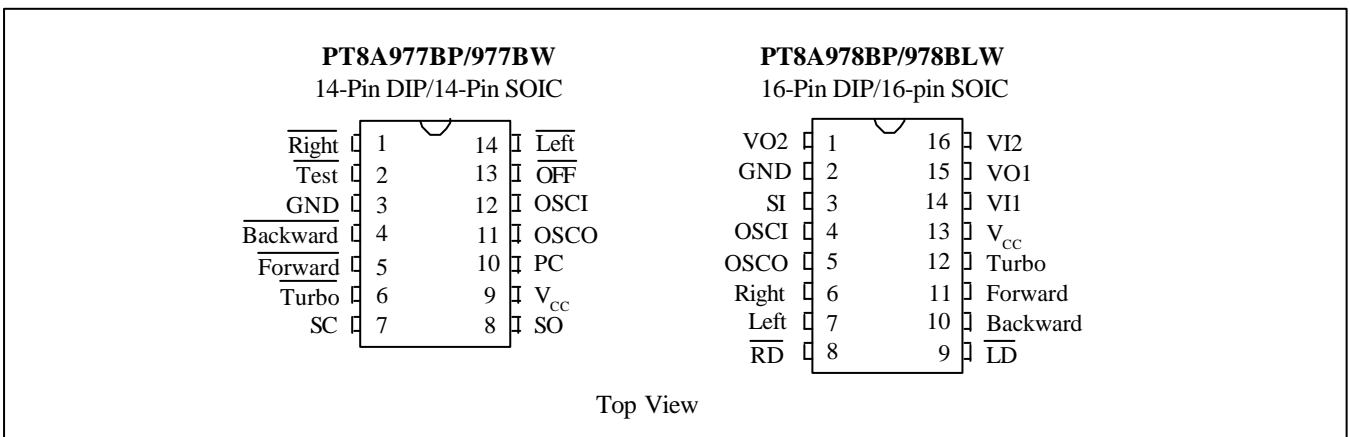 PT8A977BP/977BW
14-Pin DIP/14-Pin SOIC
Right 1 14 Left
Test 2 13 OFF
GND 3 12 OSCI
Backward 4 11 OSCO
Forward 5 10 PC
Turbo 6 9 VCC
SC 7 8 SO
PT8A978BP/978BLW
16-Pin DIP/16-pin SOIC
VO2 1 16 VI2
GND 2 15 VO1
SI 3 14 VI1
OSCI 4 13 VCC
OSCO 5 12 Turbo
Right 6 11 Forward
Left 7 10 Backward
RD 8 9 LD
Top View